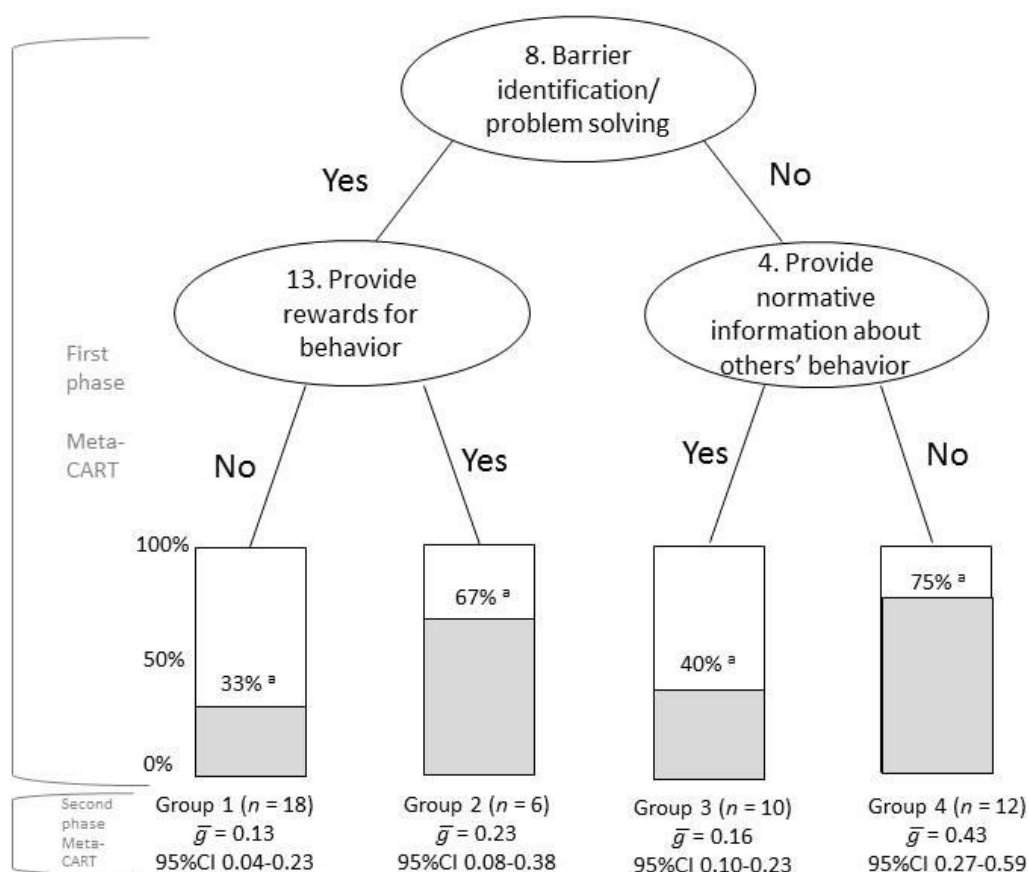 8. Barrier
identification/
problem solving
Yes
No
13. Provide
rewards for
behavior
4. Provide
normative
information about
others’ behavior
First
phase
Meta-
CART
No
Yes
Yes
No
100%
50%
0%
33% ª
67% ª
40% ª
75% ª
Second
phase
Meta-
CART
Group 1 (n = 18)
g̅ = 0.13
95%CI 0.04-0.23
Group 2 (n = 6)
g̅ = 0.23
95%CI 0.08-0.38
Group 3 (n = 10)
g̅ = 0.16
95%CI 0.10-0.23
Group 4 (n = 12)
g̅ = 0.43
95%CI 0.27-0.59